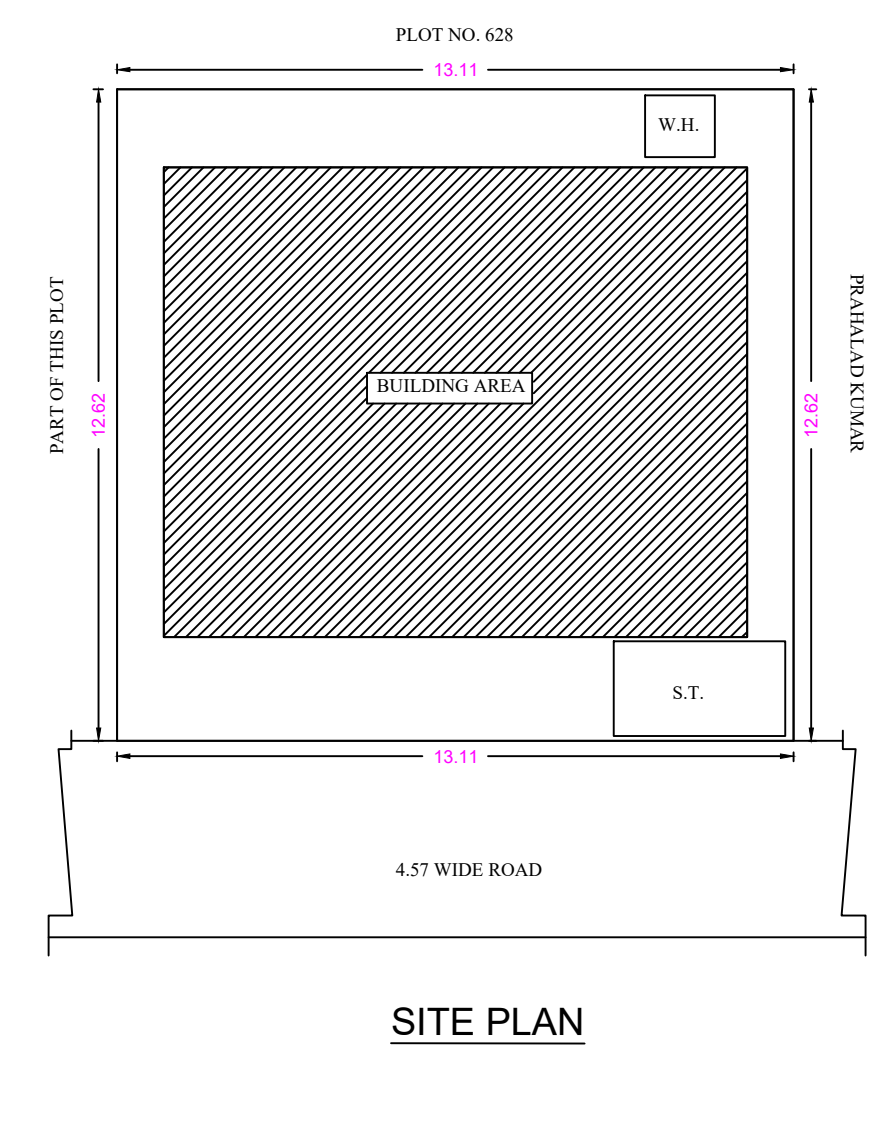 PLOT NO. 628
13.11
W.H.
PART OF THIS PLOT
12.62
BUILDING AREA
12.62
PRAHALAD KUMAR
S.T.
13.11
4.57 WIDE ROAD
SITE PLAN